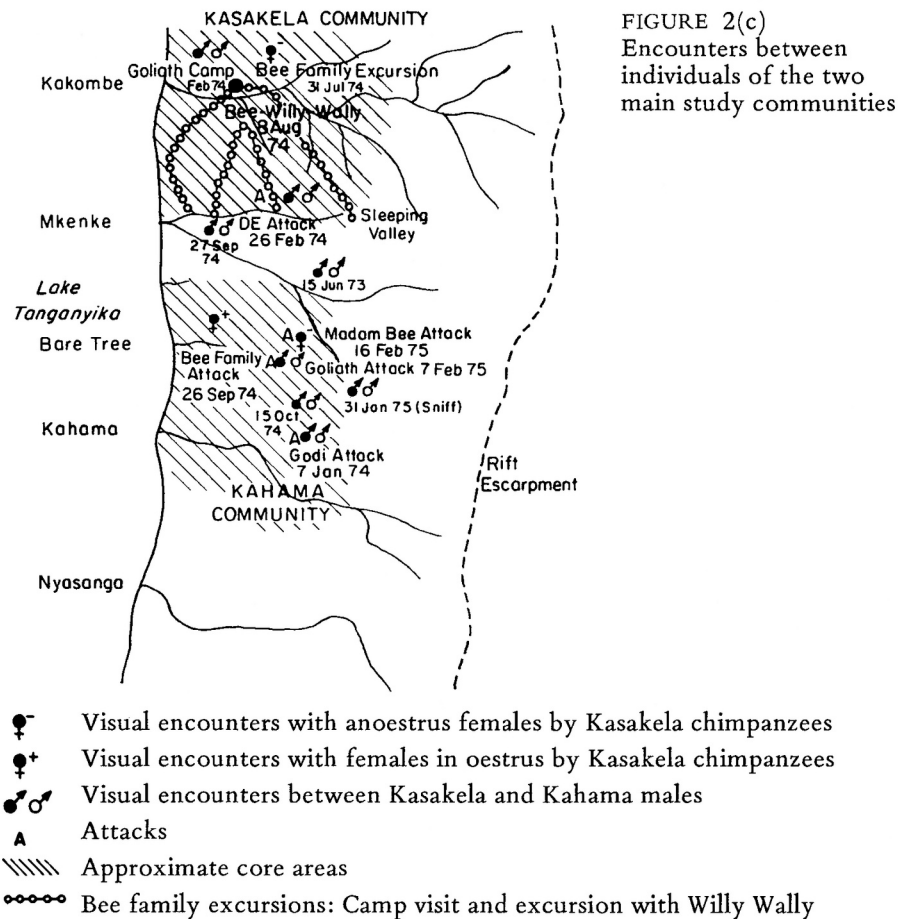 KASAKELA COMMUNITY
FIGURE 2(c)
Encounters between
individuals of the two
main study communities
Kakombe
Goliath Camp
Feb 74
Bee Family Excursion
31 Jul 74
Bee-Willy-Wally
8 Aug
74
A
Mkenke
DE Attack
26 Feb 74
Sleeping
Valley
27 Sep
74
15 Jun 73
Lake
Tanganyika
Bare Tree
+
A -
Madam Bee Attack
16 Feb 75
Bee Family
Attack
26 Sep 74
A
Goliath Attack 7 Feb 75
31 Jan 75 (Sniff)
15 Oct
74
Kahama
A
Godi Attack
7 Jan 74
Rift
Escarpment
KAHAMA
COMMUNITY
Nyasanga
Visual encounters with anoestrus females by Kasakela chimpanzees
Visual encounters with females in oestrus by Kasakela chimpanzees
Visual encounters between Kasakela and Kahama males
A Attacks
Approximate core areas
Bee family excursions: Camp visit and excursion with Willy Wally